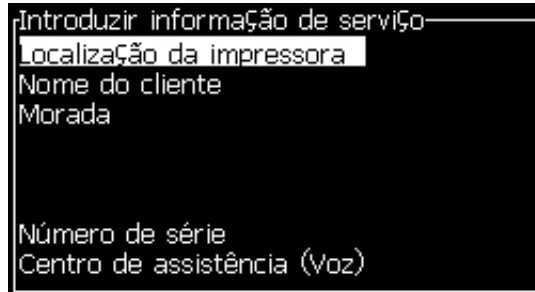 Introduzir informação de serviço
Localização da impressora
Nome do cliente
Morada
Número de série
Centro de assistência (Voz)